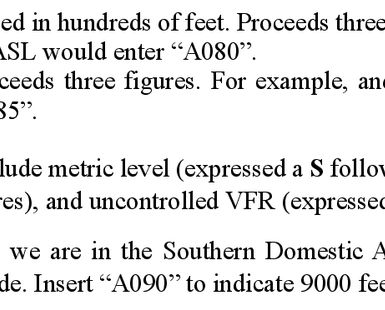 ed in hundreds of feet. Proceeds three
ASL would enter “A080”.
ceeds three figures. For example, and
85”.
lude metric level (expressed a S follow
res), and uncontrolled VFR (expressed
we are in the Southern Domestic A
de. Insert “A090” to indicate 9000 fee